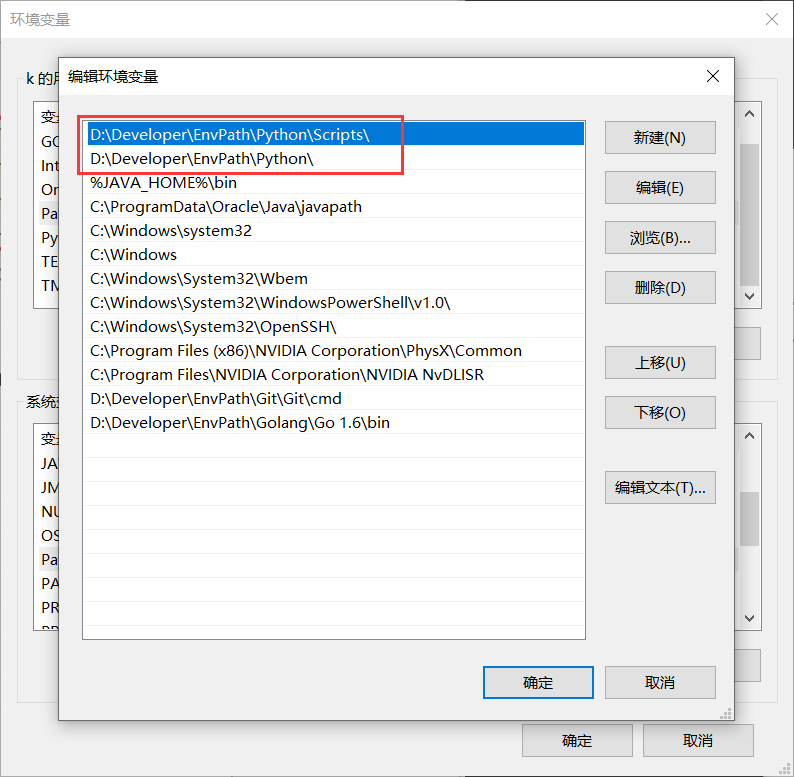 环境变量
编辑环境变量
k 的用
变量
GO
Int
On
Pa
Py
TE
TM
D:\Developer\EnvPath\Python\Scripts\
D:\Developer\EnvPath\Python\
%JAVA_HOME%\bin
C:\ProgramData\Oracle\Java\javapath
C:\Windows\system32
C:\Windows
C:\Windows\System32\Wbem
C:\Windows\System32\WindowsPowerShell\v1.0\
C:\Windows\System32\OpenSSH\
C:\Program Files (x86)\NVIDIA Corporation\PhysX\Common
C:\Program Files\NVIDIA Corporation\NVIDIA NvDLISR
D:\Developer\EnvPath\Git\Git\cmd
D:\Developer\EnvPath\Golang\Go 1.6\bin
新建(N)
编辑(E)
浏览(B)...
删除(D)
上移(U)
下移(O)
编辑文本(T)...
系统变
变量
JA
JM
NU
OS
Pa
PA
PR
确定
取消
确定
取消